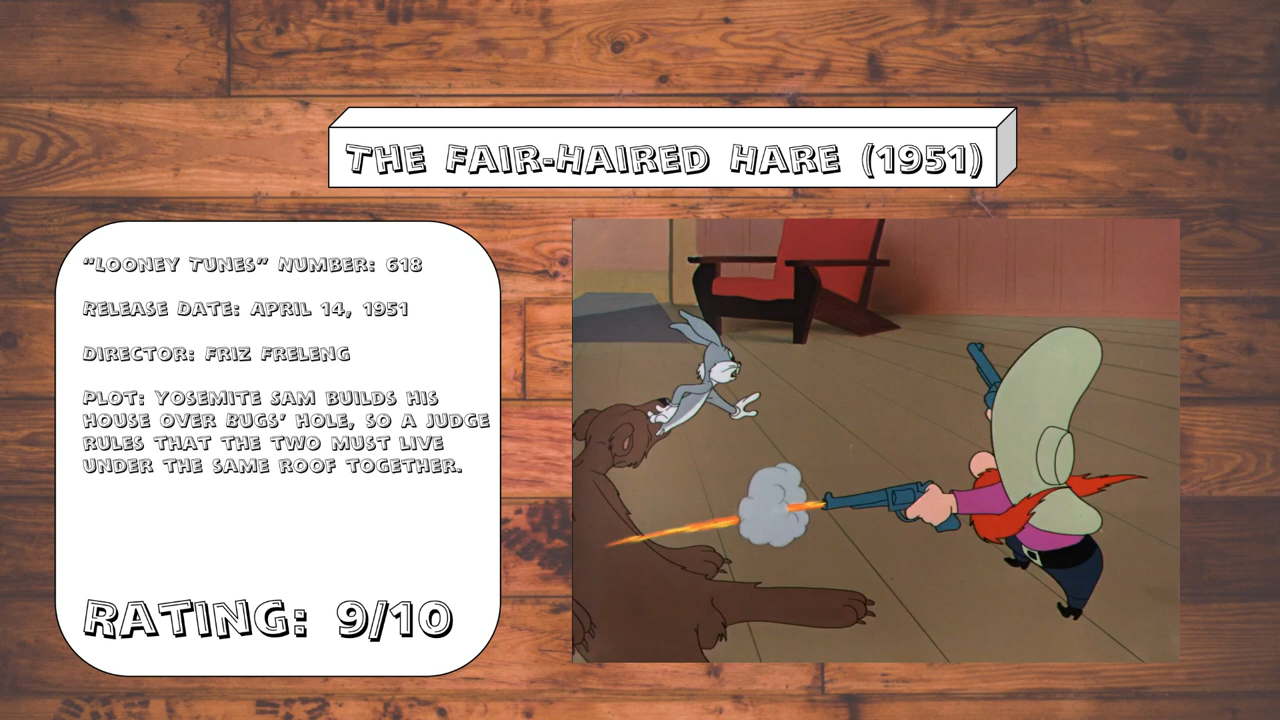 THE FAIR-HAIRED HARE (1951)
"LOONEY TUNES" NUMBER: 618
RELEASE DATE: APRIL 14, 1951
DIRECTOR: FRIZ FRELENG
PLOT: YOSEMITE SAM BUILDS HIS
HOUSE OVER BUGS' HOLE, SO A JUDGE
RULES THAT THE TWO MUST LIVE
UNDER THE SAME ROOF TOGETHER.
RATING: 9/10